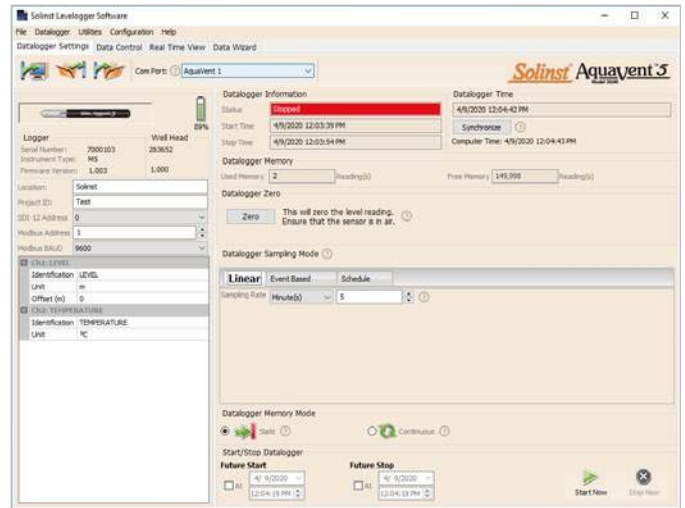 Solinst Levelogger Software
File Datalogger Utilities Configuration Help
Datalogger Settings Data Control Real Time View Data Wizard
Com Port: AquaVent 1
Solinst Aquavent 5
Datalogger Information
Status Stopped
Start Time 4/9/2020 12:03:39 PM
Stop Time 4/9/2020 12:03:54 PM
Datalogger Time
4/9/2020 12:04:42 PM
Synchronize
Computer Time: 4/9/2020 12:04:43 PM
89%
Logger Well Head
Serial Number: 7000103 283652
Instrument Type: M5
Firmware Version: 1.003 1.000
Location: Solinst
Project ID: Test
SDI-12 Address 0
Modbus Address 1
Modbus BAUD 9600
Ch1: LEVEL
Identification LEVEL
Unit m
Offset (m) 0
Ch2: TEMPERATURE
Identification TEMPERATURE
Unit °C
Datalogger Memory
Used Memory 2 Reading(s) Free Memory 149,998 Reading(s)
Datalogger Zero
Zero This will zero the level reading.
Ensure that the sensor is in air.
Datalogger Sampling Mode
Linear Event Based Schedule
Sampling Rate Minute(s) 5
Datalogger Memory Mode
Slate Continuous
Start/Stop Datalogger
Future Start Future Stop
At 4/ 9/2020 At 4/ 9/2020
12:04:19 PM 12:04:19 PM
Start Now Stop Now